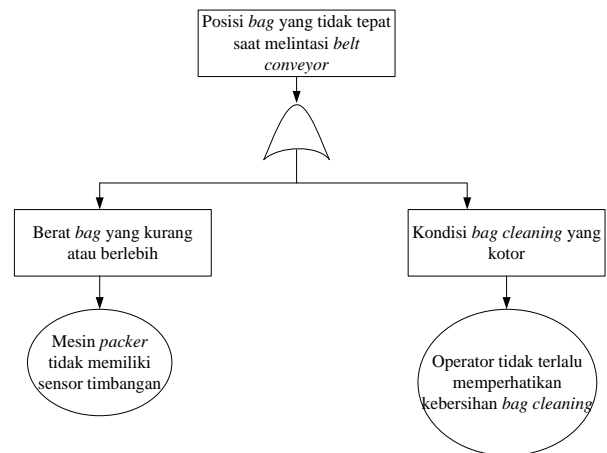 Posisi bag yang tidak tepat
saat melintasi belt
conveyor
Berat bag yang kurang
atau berlebih
Kondisi bag cleaning yang
kotor
Mesin packer
tidak memiliki
sensor timbangan
Operator tidak terlalu
memperhatikan
kebersihan bag cleaning